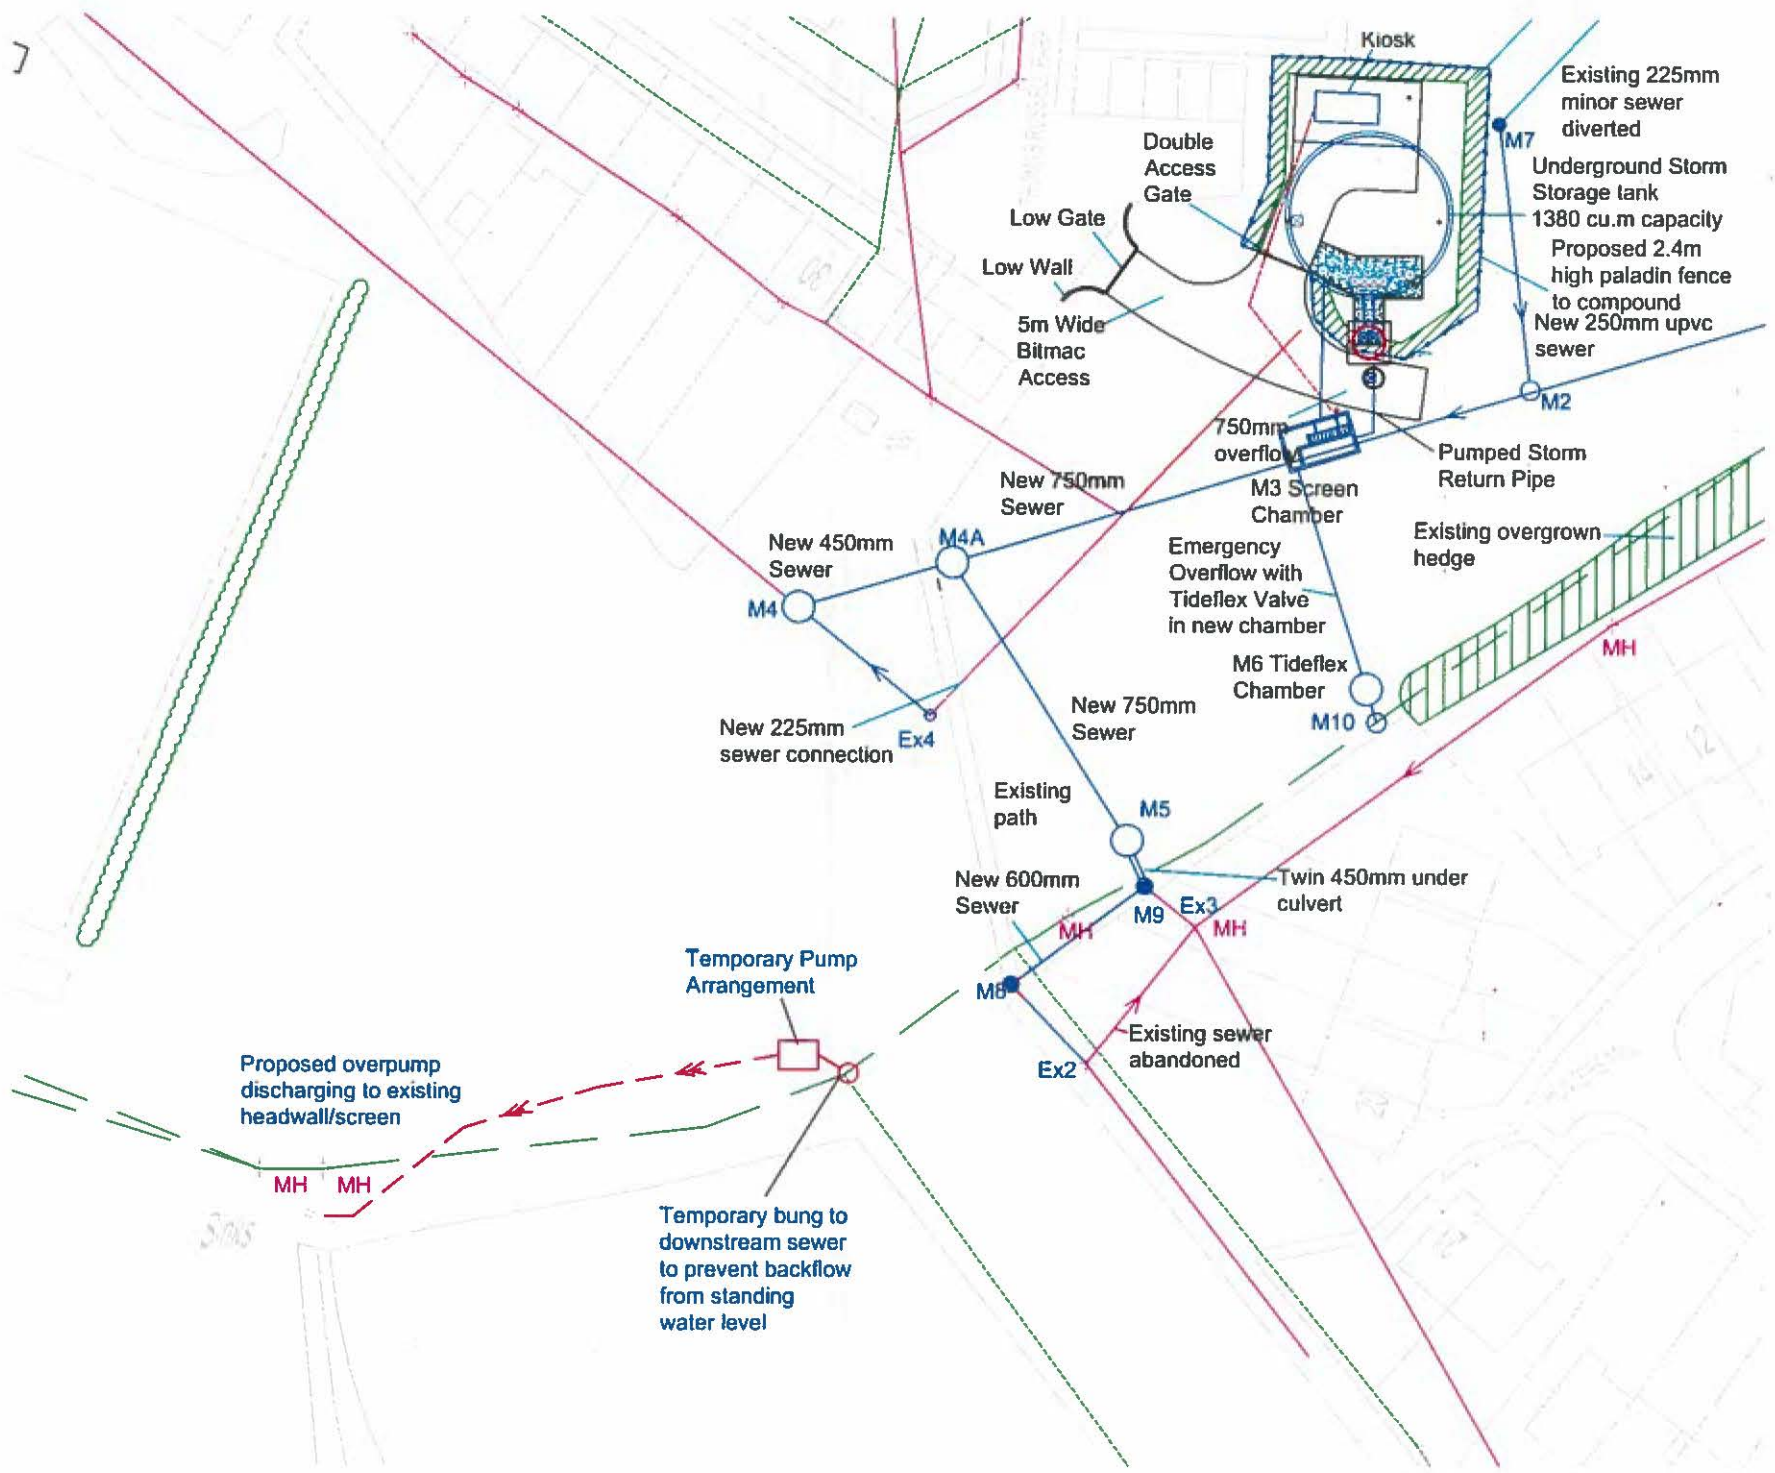 Kiosk
Existing 225mm
minor sewer
diverted
M7
Double
Access
Gate
Underground Storm
Storage tank
1380 cu.m capacity
Low Gate
Proposed 2.4m
high paladin fence
to compound
Low Wall
5m Wide
Bitmac
Access
New 250mm upvc
sewer
M2
750mm
overflow
Pumped Storm
Return Pipe
New 750mm
Sewer
M3 Screen
Chamber
Existing overgrown
hedge
M4A
New 450mm
Sewer
Emergency
Overflow with
Tideflex Valve
in new chamber
M4
MH
M6 Tideflex
Chamber
M10
New 225mm
sewer connection
Ex4
New 750mm
Sewer
12
14
Existing
path
M5
New 600mm
Sewer
Twin 450mm under
culvert
M9
Ex3
MH
MH
Temporary Pump
Arrangement
M8
Existing sewer
abandoned
Ex2
Proposed overpump
discharging to existing
headwall/screen
MH
MH
Temporary bung to
downstream sewer
to prevent backflow
from standing
water level